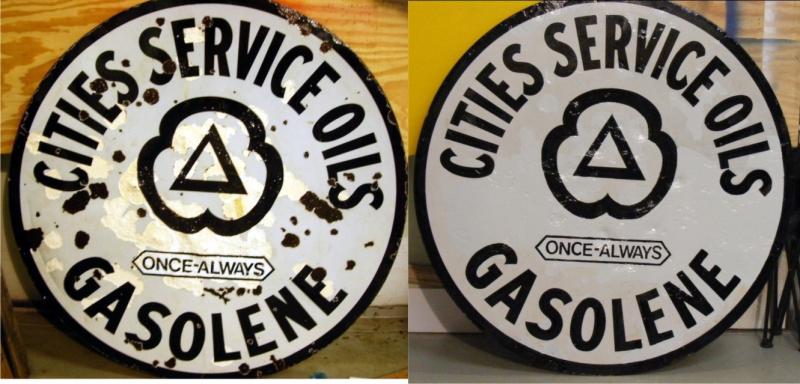 CITIES SERVICE OILS
ONCE-ALWAYS
GASOLENE
CITIES SERVICE OILS
ONCE-ALWAYS
GASOLENE